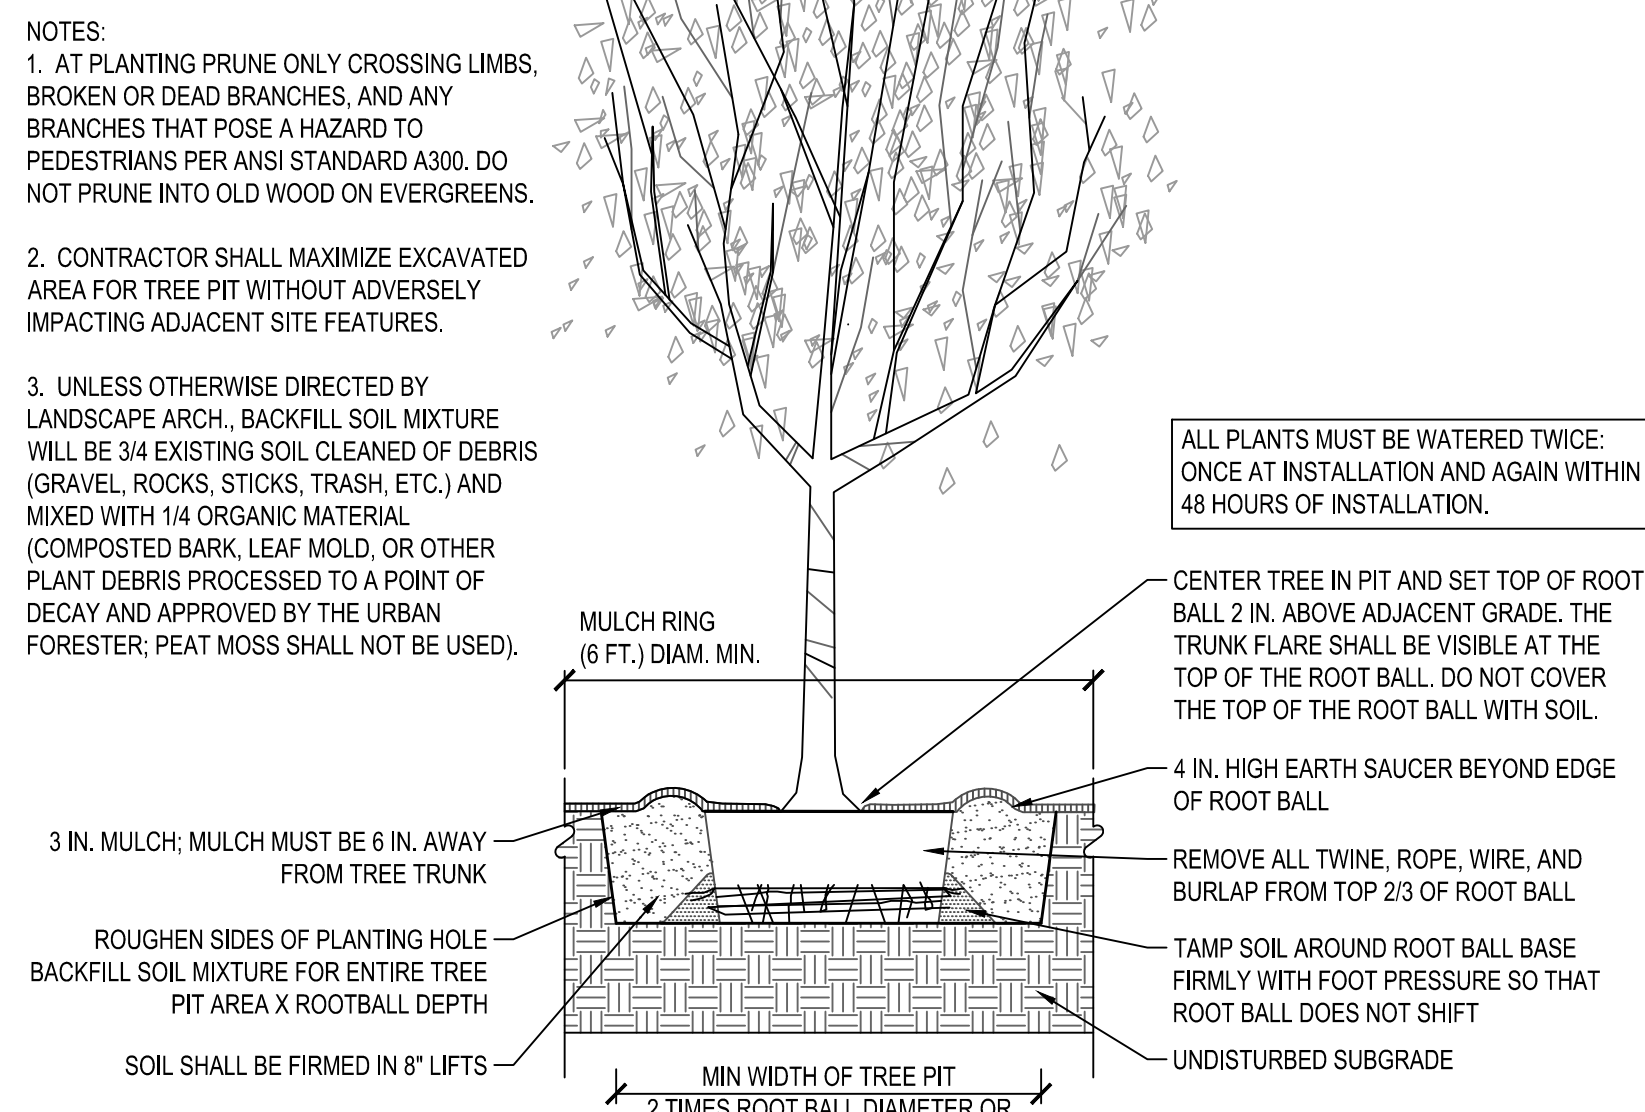 NOTES:
1. AT PLANTING PRUNE ONLY CROSSING LIMBS,
BROKEN OR DEAD BRANCHES, AND ANY
BRANCHES THAT POSE A HAZARD TO
PEDESTRIANS PER ANSI STANDARD A300. DO
NOT PRUNE INTO OLD WOOD ON EVERGREENS.
2. CONTRACTOR SHALL MAXIMIZE EXCAVATED
AREA FOR TREE PIT WITHOUT ADVERSELY
IMPACTING ADJACENT SITE FEATURES.
3. UNLESS OTHERWISE DIRECTED BY
LANDSCAPE ARCH., BACKFILL SOIL MIXTURE
WILL BE 3/4 EXISTING SOIL CLEANED OF DEBRIS
(GRAVEL, ROCKS, STICKS, TRASH, ETC.) AND
MIXED WITH 1/4 ORGANIC MATERIAL
(COMPOSTED BARK, LEAF MOLD, OR OTHER
PLANT DEBRIS PROCESSED TO A POINT OF
DECAY AND APPROVED BY THE URBAN
FORESTER; PEAT MOSS SHALL NOT BE USED).
MULCH RING
(6 FT.) DIAM. MIN.
3 IN. MULCH; MULCH MUST BE 6 IN. AWAY
FROM TREE TRUNK
ROUGHEN SIDES OF PLANTING HOLE
BACKFILL SOIL MIXTURE FOR ENTIRE TREE
PIT AREA X ROOTBALL DEPTH
SOIL SHALL BE FIRMED IN 8" LIFTS
ALL PLANTS MUST BE WATERED TWICE:
ONCE AT INSTALLATION AND AGAIN WITHIN
48 HOURS OF INSTALLATION.
CENTER TREE IN PIT AND SET TOP OF ROOT
BALL 2 IN. ABOVE ADJACENT GRADE. THE
TRUNK FLARE SHALL BE VISIBLE AT THE
TOP OF THE ROOT BALL. DO NOT COVER
THE TOP OF THE ROOT BALL WITH SOIL.
4 IN. HIGH EARTH SAUCER BEYOND EDGE
OF ROOT BALL
REMOVE ALL TWINE, ROPE, WIRE, AND
BURLAP FROM TOP 2/3 OF ROOT BALL
TAMP SOIL AROUND ROOT BALL BASE
FIRMLY WITH FOOT PRESSURE SO THAT
ROOT BALL DOES NOT SHIFT
UNDISTURBED SUBGRADE
MIN WIDTH OF TREE PIT
2 TIMES ROOT BALL DIAMETER OR